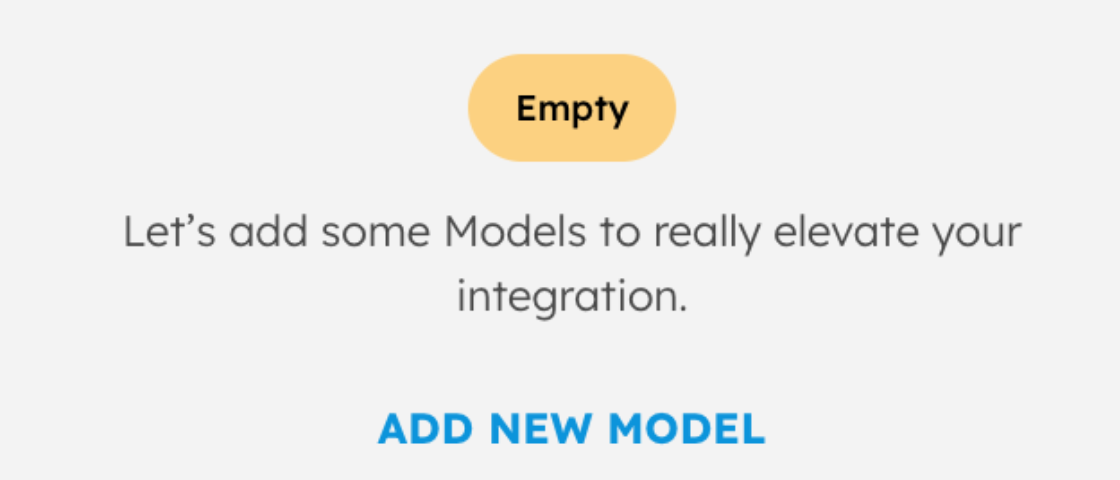 Empty
Let’s add some Models to really elevate your
integration.
ADD NEW MODEL